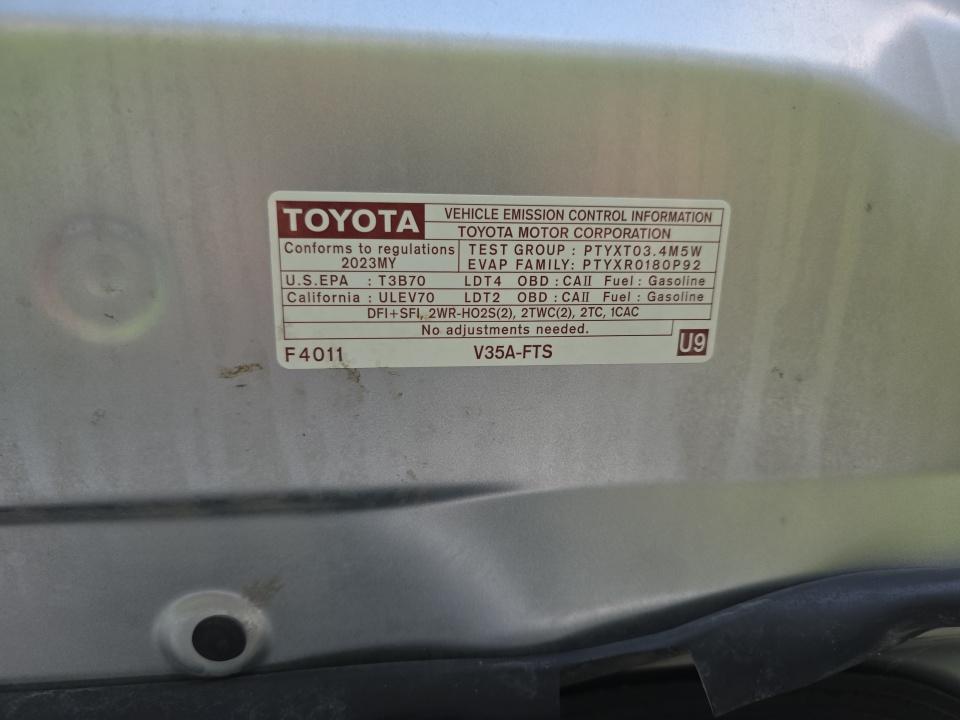 TOYOTA VEHICLE EMISSION CONTROL INFORMATION
TOYOTA MOTOR CORPORATION
Conforms to regulations TEST GROUP : PTYXT03.4M5W
2023MY EVAP FAMILY: PTYXR0180P92
U.S.EPA : T3B70 LDT4 OBD : CAII Fuel : Gasoline
California : ULEV70 LDT2 OBD : CAII Fuel : Gasoline
DFI+SFI, 2WR-HO2S(2), 2TWC(2), 2TC, 1CAC
No adjustments needed.
F4011 V35A-FTS U9